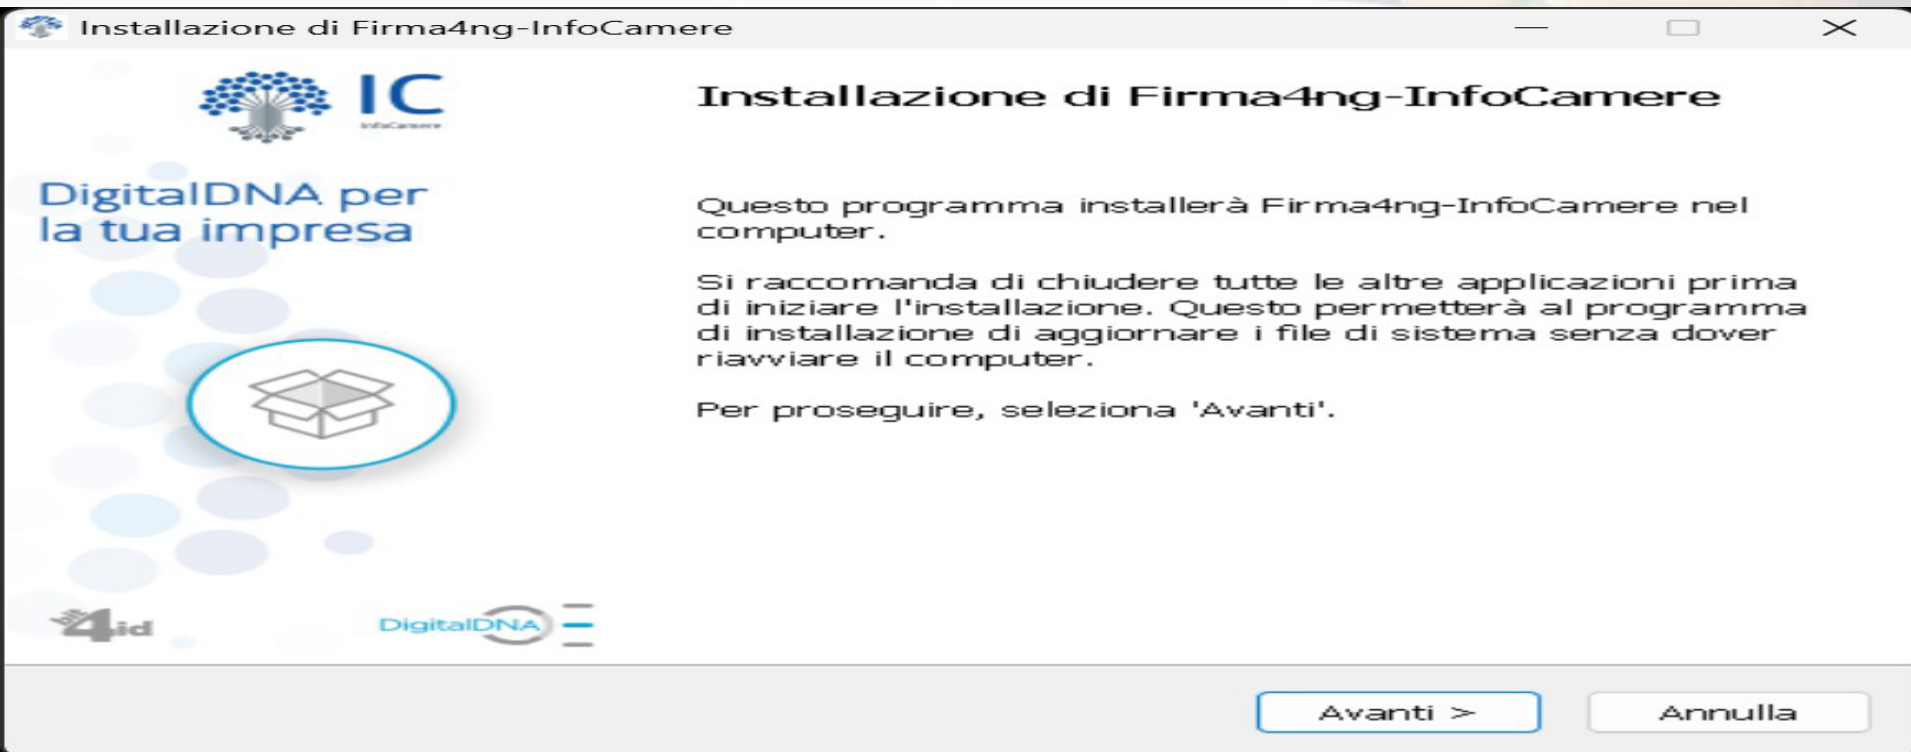 Installazione di Firma4ng-InfoCamere
IC
InfoCamere
Installazione di Firma4ng-InfoCamere
DigitalDNA per
la tua impresa
Questo programma installerà Firma4ng-InfoCamere nel
computer.
Si raccomanda di chiudere tutte le altre applicazioni prima
di iniziare l'installazione. Questo permetterà al programma
di installazione di aggiornare i file di sistema senza dover
riavviare il computer.
Per proseguire, seleziona 'Avanti'.
bit4id
DigitalDNA
Avanti >
Annulla